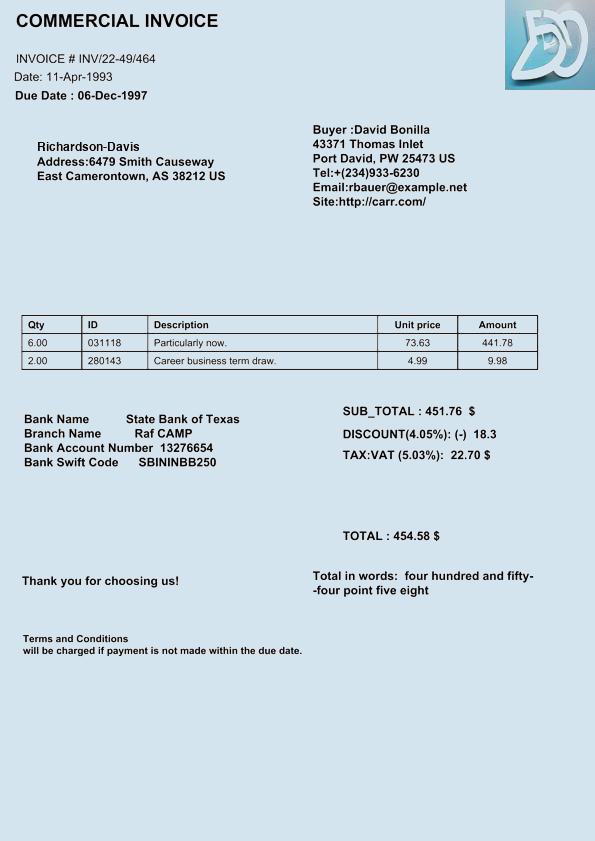 COMMERCIAL INVOICE
INVOICE # INV/22-49/464
Date: 11-Apr-1993
Due Date : 06-Dec-1997
Richardson-Davis
Address:6479 Smith Causeway
East Camerontown, AS 38212 US
Buyer :David Bonilla
43371 Thomas Inlet
Port David, PW 25473 US
Tel:+(234)933-6230
Email:rbauer@example.net
Site:http://carr.com/
Qty ID Description Unit price Amount
6.00 031118 Particularly now. 73.63 441.78
2.00 280143 Career business term draw. 4.99 9.98
Bank Name State Bank of Texas
Branch Name Raf CAMP
Bank Account Number 13276654
Bank Swift Code SBININBB250
SUB_TOTAL : 451.76 $
DISCOUNT(4.05%): (-) 18.3
TAX:VAT (5.03%): 22.70 $
TOTAL : 454.58 $
Thank you for choosing us!
Total in words: four hundred and fifty-
-four point five eight
Terms and Conditions
will be charged if payment is not made within the due date.